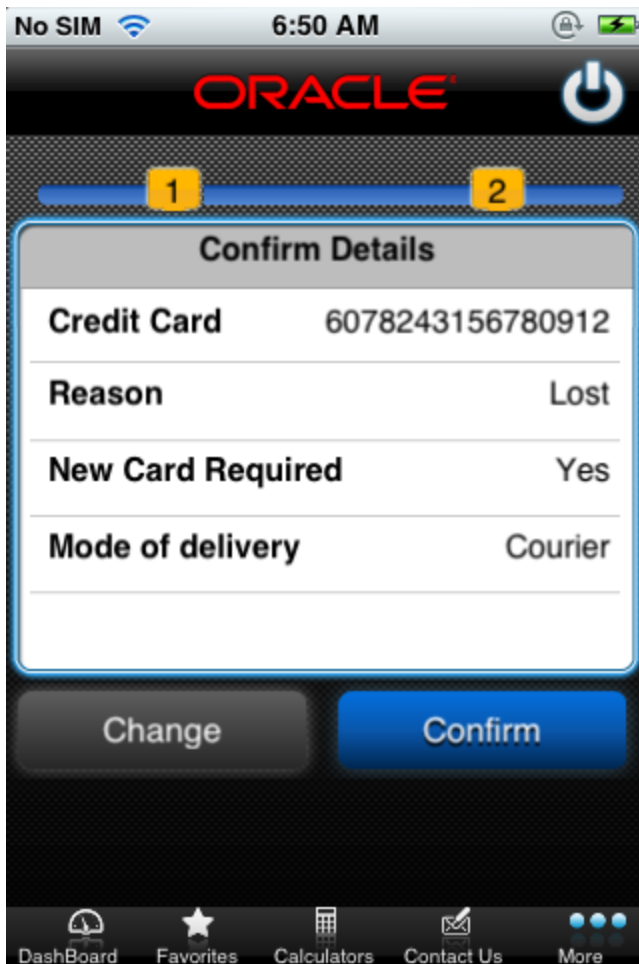 No SIM 6:50 AM
ORACLE
1 2
Confirm Details
Credit Card 6078243156780912
Reason Lost
New Card Required Yes
Mode of delivery Courier
Change Confirm
DashBoard Favorites Calculators Contact Us More